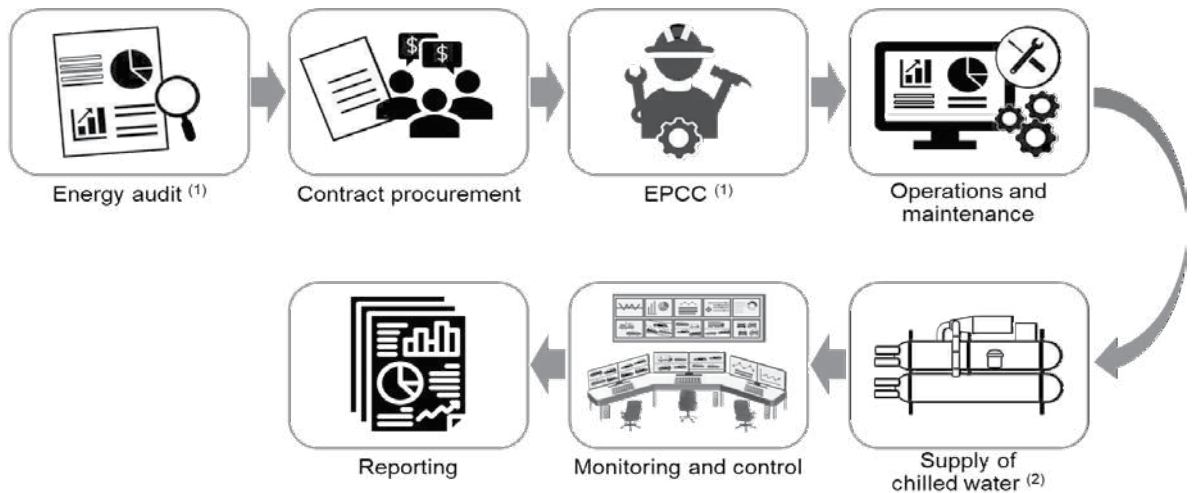 $
$
Energy audit (1)
Contract procurement
EPCC (1)
Operations and
maintenance
Reporting
Monitoring and control
Supply of
chilled water (2)